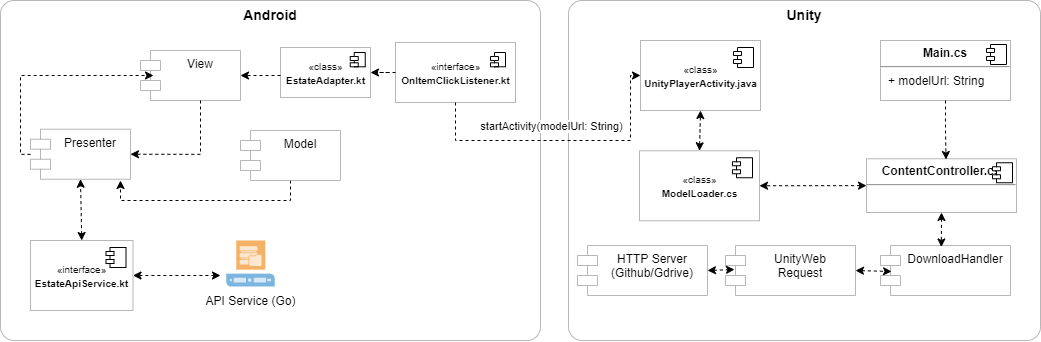 Android
View
«class»
EstateAdapter.kt
«interface»
OnItemClickListener.kt
startActivity(modelUrl: String)
Presenter
Model
«interface»
EstateApiService.kt
API Service (Go)
Unity
«class»
UnityPlayerActivity.java
Main.cs
+ modelUrl: String
«class»
ModelLoader.cs
ContentController.c
HTTP Server
(Github/Gdrive)
UnityWeb
Request
DownloadHandler